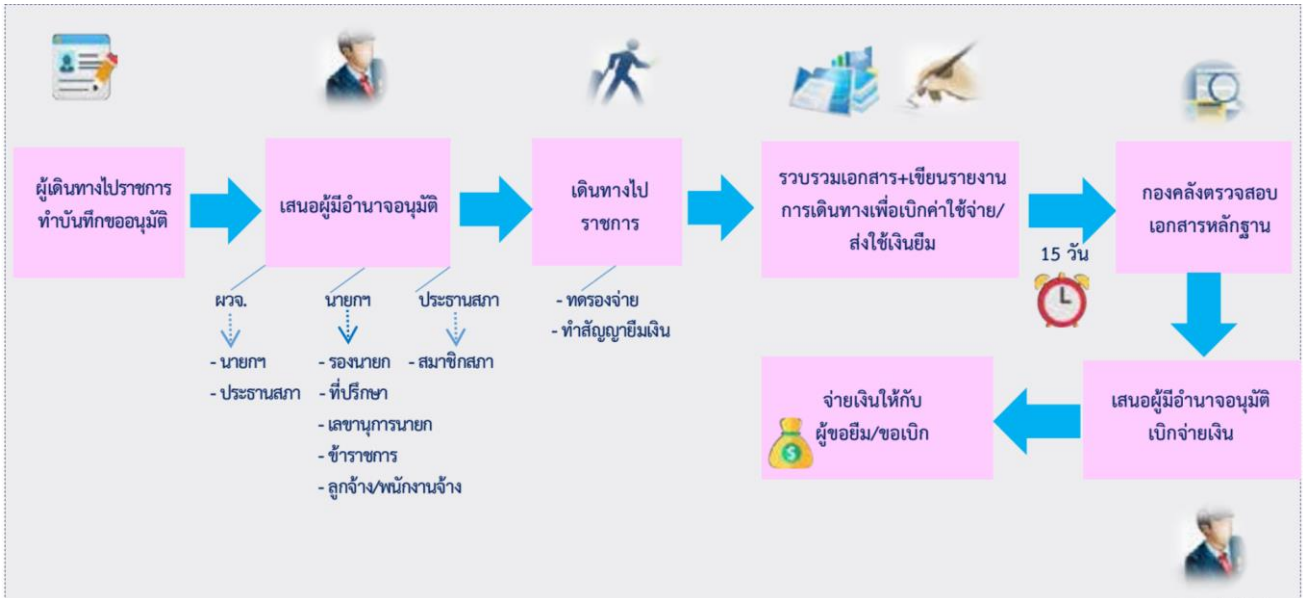 ผู้เดินทางไปราชการ
ทำบันทึกขออนุมัติ
เสนอผู้มีอำนาจอนุมัติ
ผวจ.
- นายกฯ
- ประธานสภา
นายกฯ
- รองนายก
- ที่ปรึกษา
- เลขานุการนายก
- ข้าราชการ
- ลูกจ้าง/พนักงานจ้าง
ประธานสภา
- สมาชิกสภา
เดินทางไป
ราชการ
- ทดรองจ่าย
- ทำสัญญายืมเงิน
รวบรวมเอกสาร+เขียนรายงาน
การเดินทางเพื่อเบิกค่าใช้จ่าย/
ส่งใช้เงินยืม
15 วัน
กองคลังตรวจสอบ
เอกสารหลักฐาน
เสนอผู้มีอำนาจอนุมัติ
เบิกจ่ายเงิน
จ่ายเงินให้กับ
ผู้ขอยืม/ขอเบิก